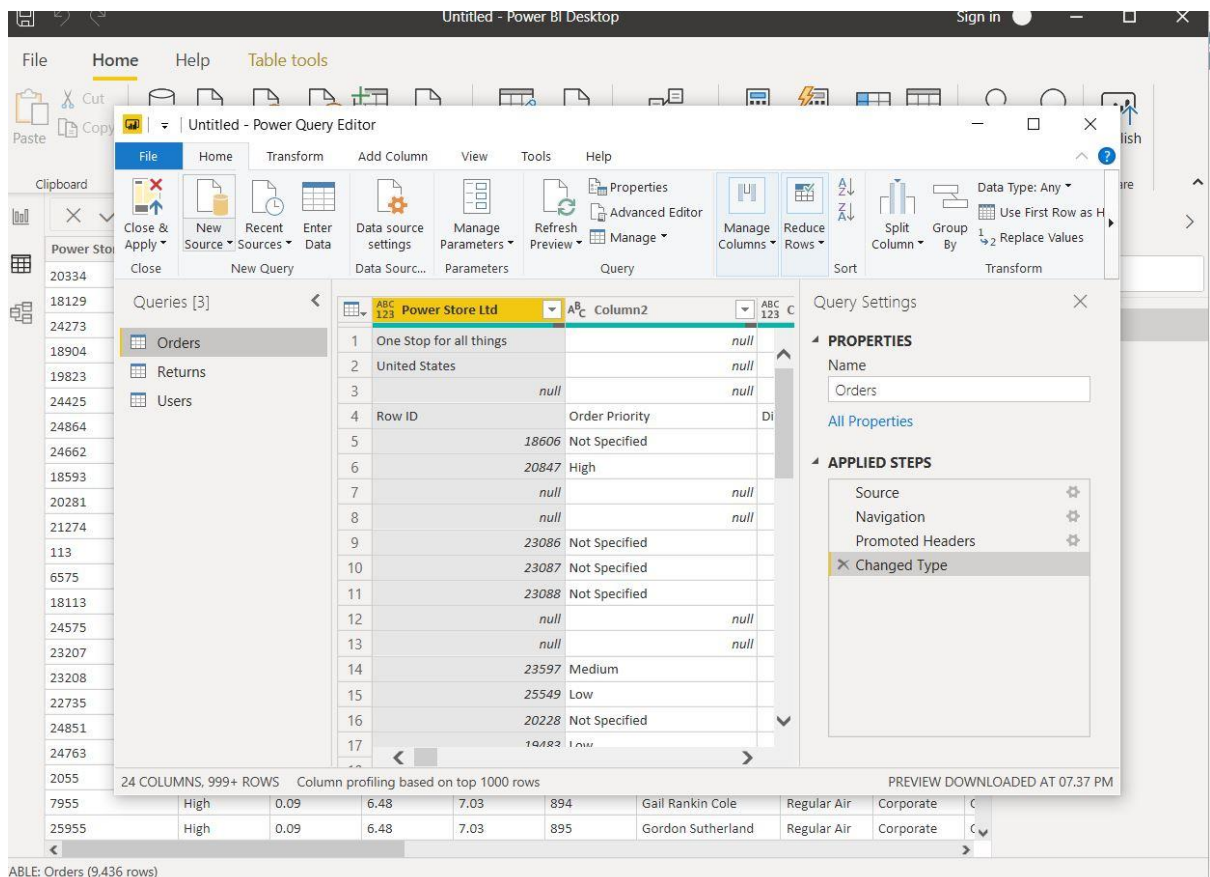 Untitled - Power BI Desktop
Sign in
File Home Help Table tools
Cut
Copy
Paste
Clipboard
Untitled - Power Query Editor
File Home Transform Add Column View Tools Help
Close & Apply
New Source
Recent Sources
Enter Data
Data source settings
Manage Parameters
Refresh Preview
Properties
Advanced Editor
Manage
Manage Columns
Reduce Rows
Split Column
Group By
Data Type: Any
Use First Row as H
Replace Values
Close New Query Data Sourc... Parameters Query Sort Transform
Queries [3]
Orders
Returns
Users
ABC 123 Power Store Ltd ABC Column2 ABC 123 C
1 One Stop for all things null
2 United States null
3 null null
4 Row ID Order Priority Di
5 18606 Not Specified
6 20847 High
7 null null
8 null null
9 23086 Not Specified
10 23087 Not Specified
11 23088 Not Specified
12 null null
13 null null
14 23597 Medium
15 25549 Low
16 20228 Not Specified
17 19483 Low
Query Settings
PROPERTIES
Name
Orders
All Properties
APPLIED STEPS
Source
Navigation
Promoted Headers
Changed Type
24 COLUMNS, 999+ ROWS Column profiling based on top 1000 rows PREVIEW DOWNLOADED AT 07.37 PM
Power Sto
20334
18129
24273
18904
19823
24425
24864
24662
18593
20281
21274
113
6575
18113
24575
23207
23208
22735
24851
24763
2055
7955 High 0.09 6.48 7.03 894 Gail Rankin Cole Regular Air Corporate
25955 High 0.09 6.48 7.03 895 Gordon Sutherland Regular Air Corporate
ABLE: Orders (9,436 rows)